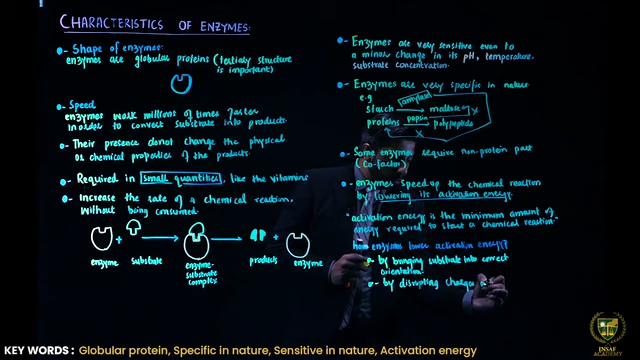 CHARACTERISTICS OF ENZYMES:
- Shape of enzymes:
enzymes are globular proteins (tertiary structure
is important)
- Speed
enzymes work millions of times faster
in order to convert substrate into products.
- Their presence donot change the physical
or chemical properties of the products.
- Required in small quantities, like the vitamins
- Increase the rate of a chemical reaction,
without being consumed.
enzyme + substrate → enzyme-
substrate
complex → products + enzyme
- Enzymes are very sensitive even to
a minor change in its pH, temperature,
substrate concentration.
- Enzymes are very specific in nature
e.g
amylase
starch → maltose X
pepsin
proteins → polypeptide
X
- Some enzymes require non-protein part
(Co-factor)
- enzymes speed up the chemical reaction
by lowering its activation energy.
"activation energy is the minimum amount of
energy required to start a chemical reaction"
How enzymes lower activation energy?
- by bringing substrate into correct
orientation.
- by disrupting charges
KEY WORDS: Globular protein, Specific in nature, Sensitive in nature, Activation energy
INSAF
ACADEMY